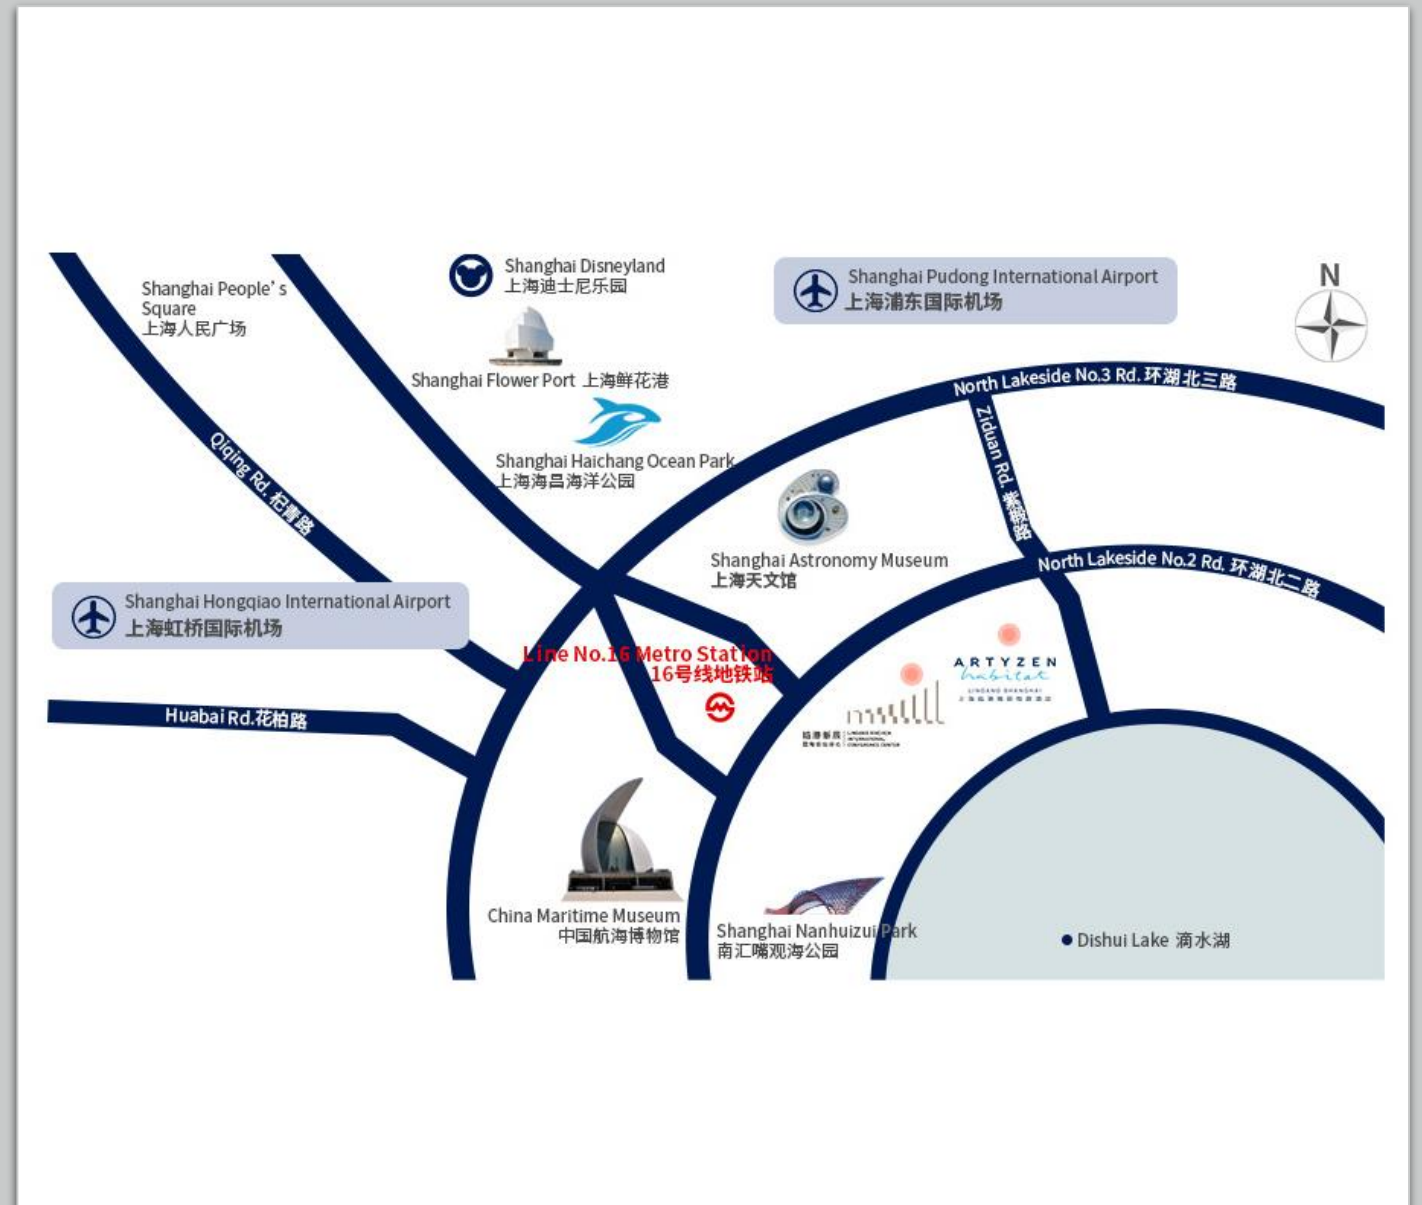 Shanghai Disneyland
上海迪士尼乐园
Shanghai Pudong International Airport
上海浦东国际机场
N
Shanghai People's
Square
上海人民广场
Shanghai Flower Port 上海鲜花港
North Lakeside No.3 Rd. 环湖北三路
Ziduan Rd. 紫椴路
Qiqing Rd. 杞青路
Shanghai Haichang Ocean Park
上海海昌海洋公园
Shanghai Astronomy Museum
上海天文馆
North Lakeside No.2 Rd. 环湖北二路
Shanghai Hongqiao International Airport
上海虹桥国际机场
Line No.16 Metro Station
16号线地铁站
ARTYZEN
habitat
LINGANG SHANGHAI
Huabai Rd.花柏路
China Maritime Museum
中国航海博物馆
Shanghai Nanhuizui Park
南汇嘴观海公园
Dishui Lake 滴水湖